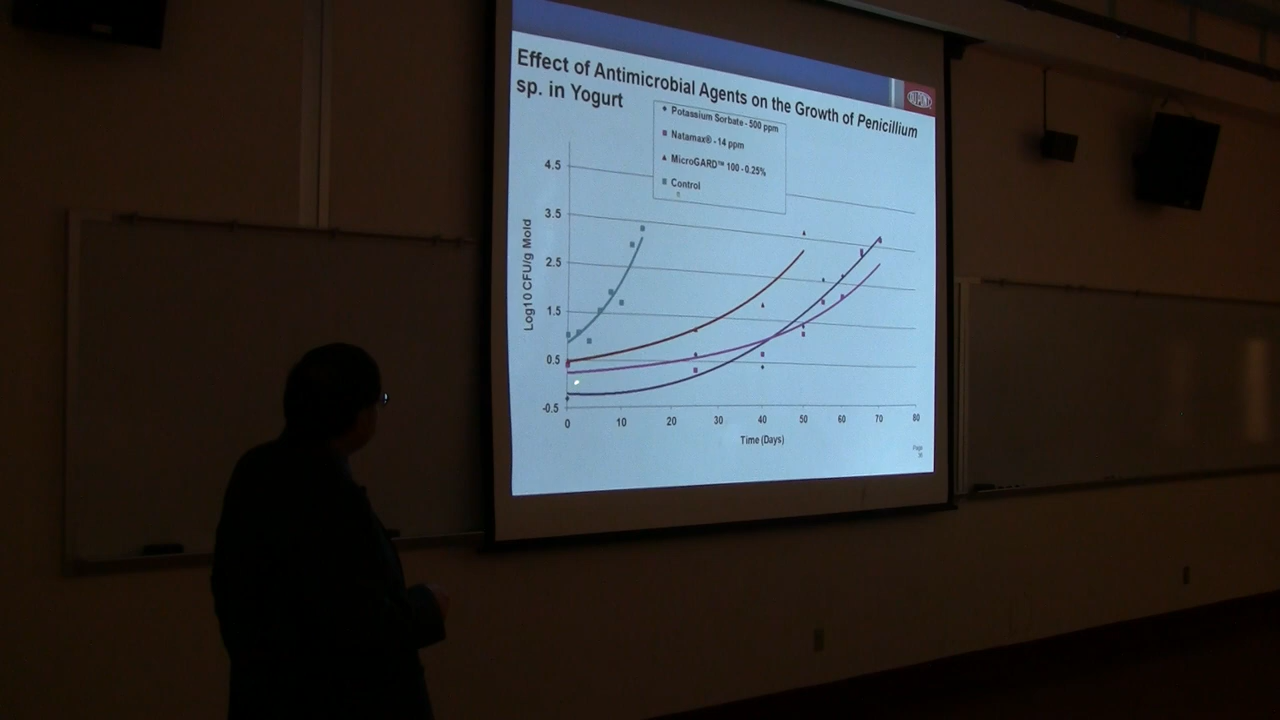 Effect of Antimicrobial Agents on the Growth of Penicillium
sp. in Yogurt
DUPONT
Potassium Sorbate - 500 ppm
Natamax® - 14 ppm
MicroGARD™ 100 - 0.25%
Control
4.5
3.5
2.5
1.5
0.5
-0.5
Log10 CFU/g Mold
0 10 20 30 40 50 60 70 80
Time (Days)
Page